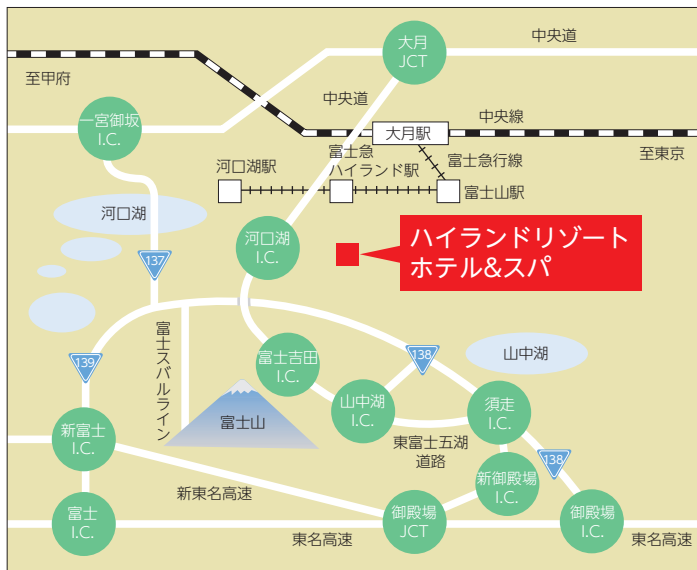 大月
JCT
中央道
至甲府
中央道
一宮御坂
I.C.
大月駅
中央線
富士急
ハイランド駅
富士急行線
至東京
河口湖駅
富士山駅
河口湖
河口湖
I.C.
ハイランドリゾート
ホテル&スパ
137
139
富士スバルライン
富士吉田
I.C.
138
山中湖
富士山
山中湖
I.C.
須走
I.C.
新富士
I.C.
東富士五湖
道路
138
新東名高速
新御殿場
I.C.
富士
I.C.
東名高速
御殿場
JCT
御殿場
I.C.
東名高速